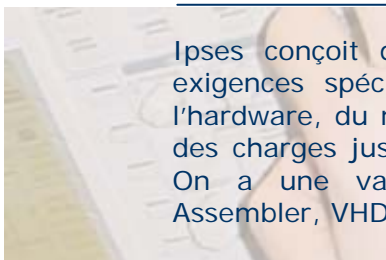 Ipses conçoit
exigences
l'hardware, du
des charges
On a une
Assembler,